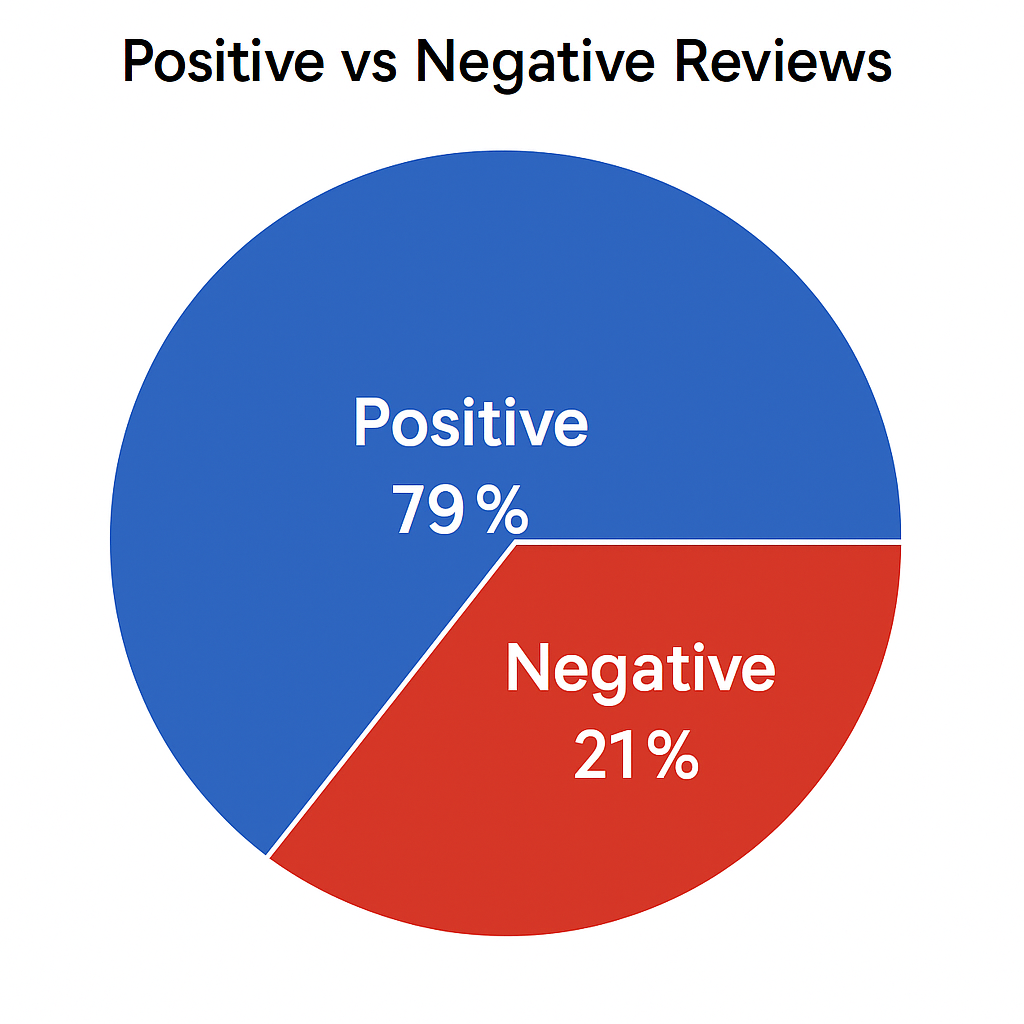 Positive vs Negative Reviews
Positive
79 %
Negative
21 %